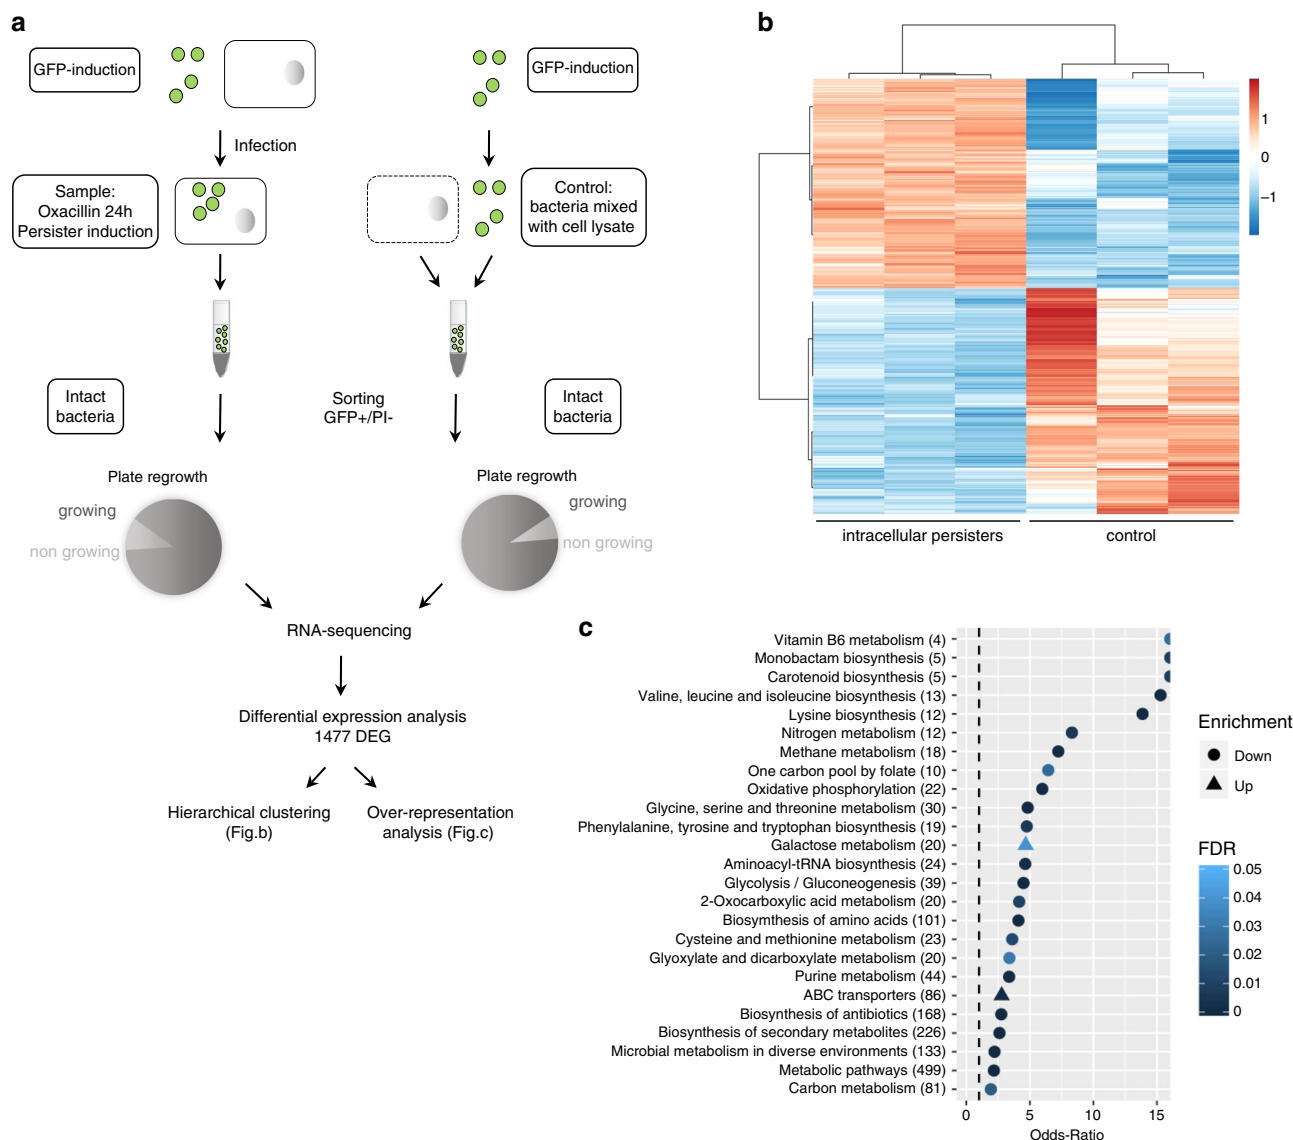 a
GFP-induction
GFP-induction
Infection
Sample:
Oxacillin 24h
Persister induction
Control:
bacteria mixed
with cell lysate
Intact
bacteria
Sorting
GFP+/PI-
Intact
bacteria
Plate regrowth
growing
non growing
Plate regrowth
growing
non growing
RNA-sequencing
Differential expression analysis
1477 DEG
Hierarchical clustering
(Fig.b)
Over-representation
analysis (Fig.c)
b
1
0
−1
intracellular persisters
control
c
Vitamin B6 metabolism (4)
Monobactam biosynthesis (5)
Carotenoid biosynthesis (5)
Valine, leucine and isoleucine biosynthesis (13)
Lysine biosynthesis (12)
Nitrogen metabolism (12)
Methane metabolism (18)
One carbon pool by folate (10)
Oxidative phosphorylation (22)
Glycine, serine and threonine metabolism (30)
Phenylalanine, tyrosine and tryptophan biosynthesis (19)
Galactose metabolism (20)
Aminoacyl-tRNA biosynthesis (24)
Glycolysis / Gluconeogenesis (39)
2-Oxocarboxylic acid metabolism (20)
Biosymthesis of amino acids (101)
Cysteine and methionine metabolism (23)
Glyoxylate and dicarboxylate metabolism (20)
Purine metabolism (44)
ABC transporters (86)
Biosynthesis of antibiotics (168)
Biosynthesis of secondary metabolites (226)
Microbial metabolism in diverse environments (133)
Metabolic pathways (499)
Carbon metabolism (81)
0 5 10 15
Odds-Ratio
Enrichment
Down
Up
FDR
0.05
0.04
0.03
0.02
0.01
0